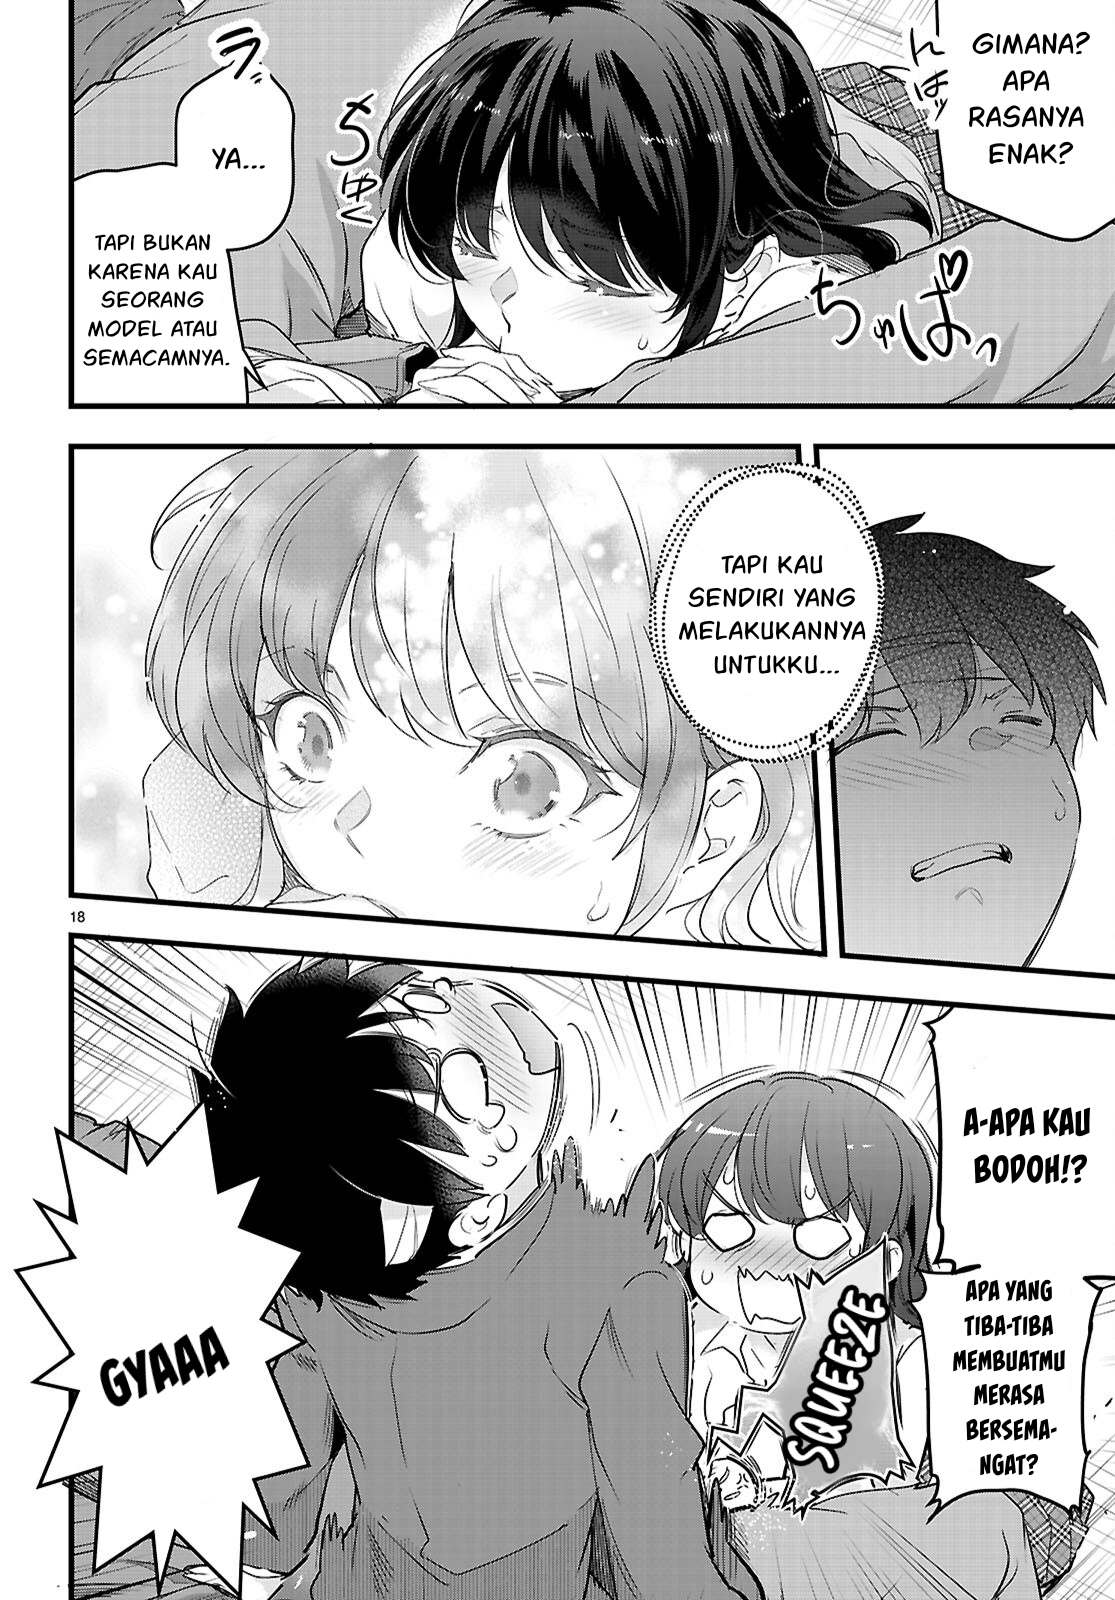 GIMANA?
APA
RASANYA
ENAK?
んはッ
ラ
YA...
ちゅく
TAPI BUKAN
KARENA KAU
SEORANG
MODEL ATAU
SEMACAMNYA.
ちゅぱっ♡
TAPI KAU
SENDIRI YANG
MELAKUKANNYA
UNTUKKU...
18
A-APA KAU
BODOH!?
APA YANG
TIBA-TIBA
MEMBUATMU
MERASA
BERSEMA-
NGAT?
SQUEE2E
GYAAA